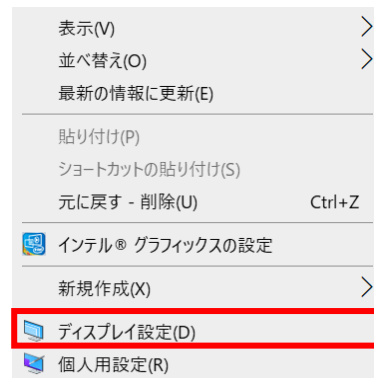 表示(V)
並べ替え(O)
最新の情報に更新(E)
貼り付け(P)
ショートカットの貼り付け(S)
元に戻す - 削除(U) Ctrl+Z
インテル® グラフィックスの設定
新規作成(X)
ディスプレイ設定(D)
個人用設定(R)